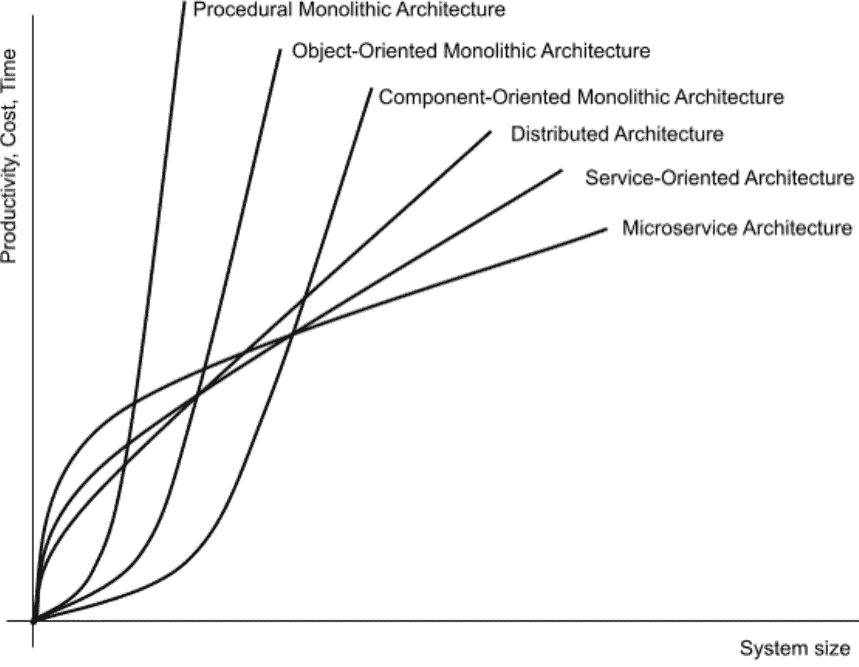 Procedural Monolithic Architecture
Object-Oriented Monolithic Architecture
Component-Oriented Monolithic Architecture
Distributed Architecture
Service-Oriented Architecture
Microservice Architecture
Productivity, Cost, Time
System size